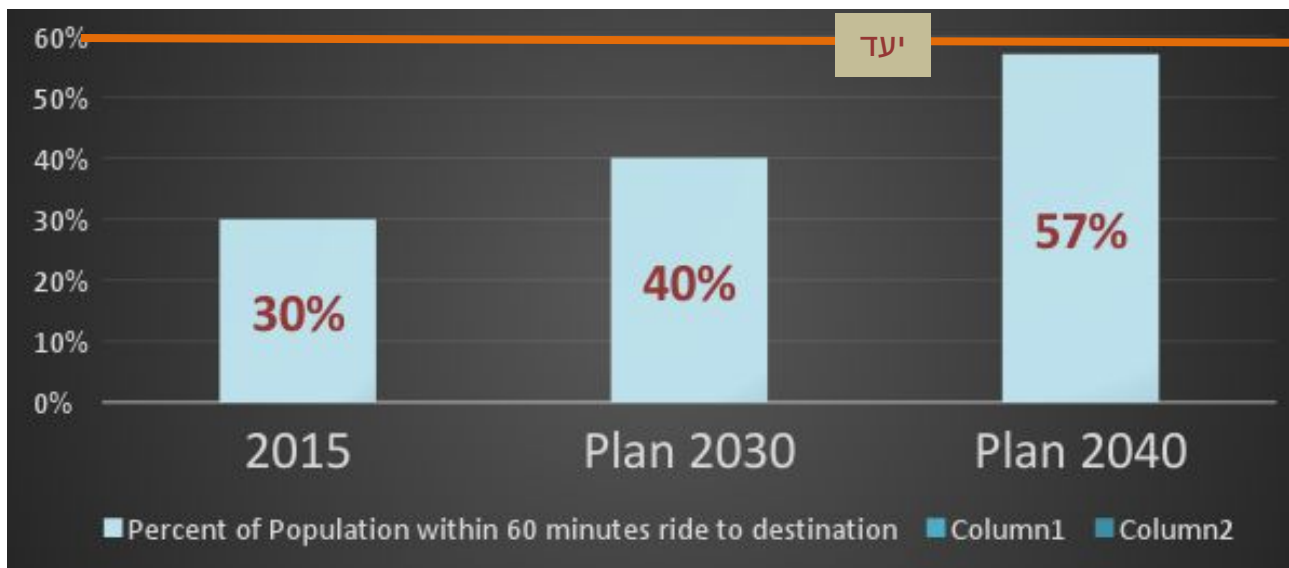 60%
יעד
50%
40%
30%
20%
10%
0%
30%
40%
57%
2015
Plan 2030
Plan 2040
Percent of Population within 60 minutes ride to destination Column1 Column2